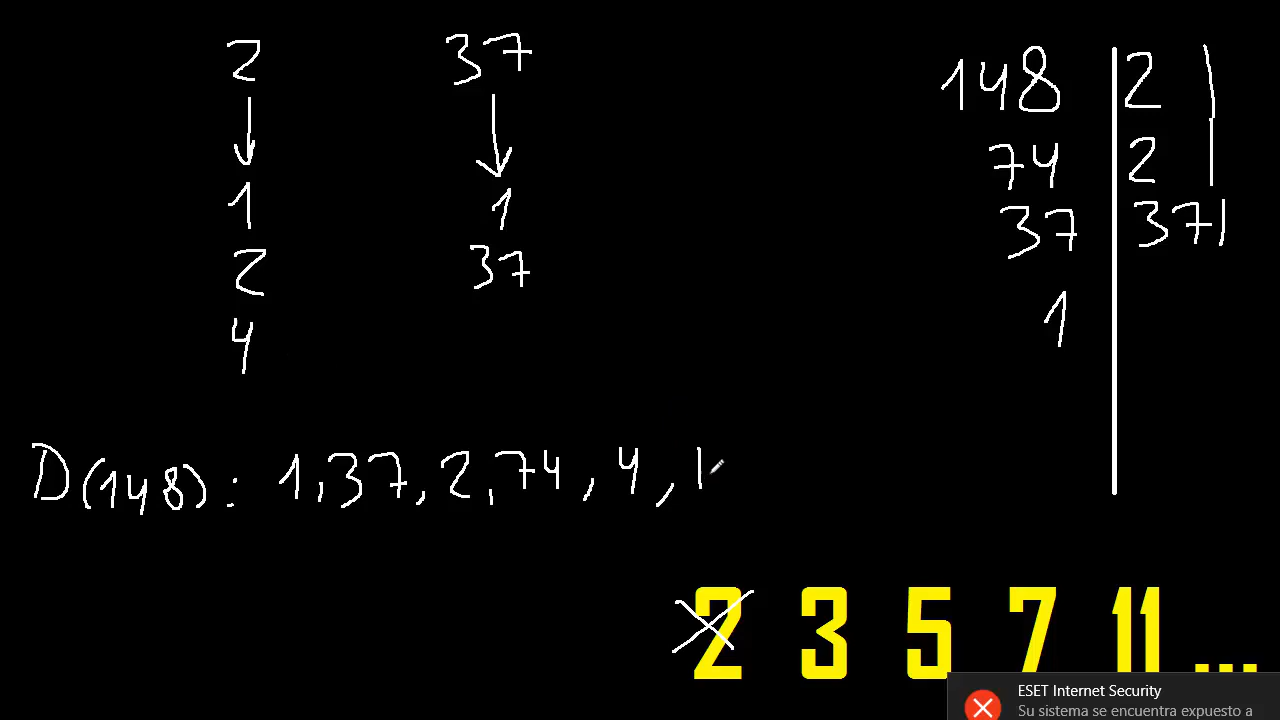 2 37
1 1
2 37
4
148 2
74 2
37 37
1
D(148): 1,37,2,74,4,1
2 3 5 7 11 ...
ESET Internet Security
Su sistema se encuentra expuesto a